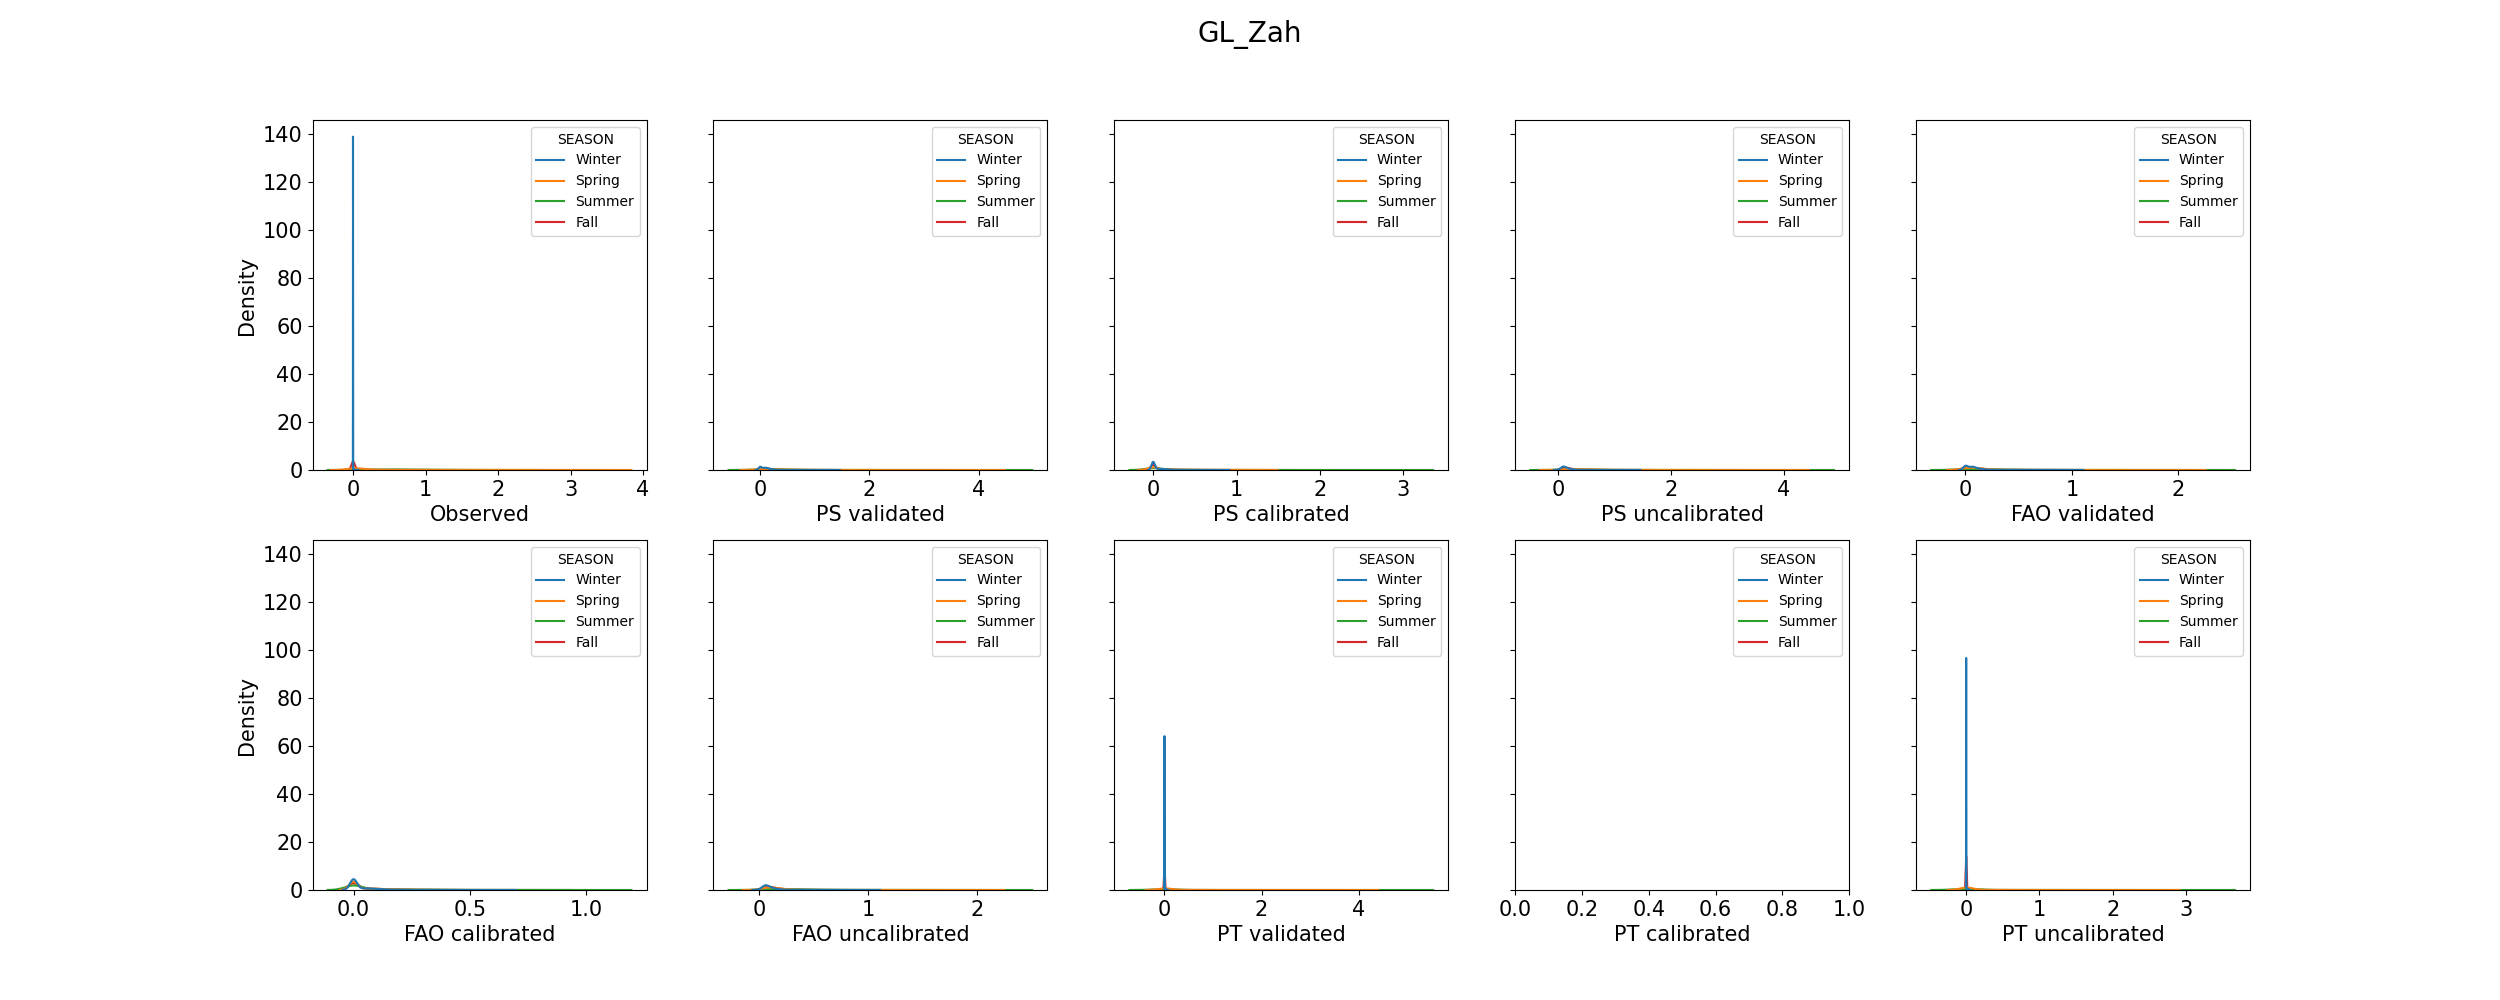 GL_Zah
140
120
100
80
60
40
20
0
Density
0 1 2 3 4
Observed
SEASON
Winter
Spring
Summer
Fall
0 2 4
PS validated
SEASON
Winter
Spring
Summer
Fall
0 1 2 3
PS calibrated
SEASON
Winter
Spring
Summer
Fall
0 2 4
PS uncalibrated
SEASON
Winter
Spring
Summer
Fall
0 1 2
FAO validated
SEASON
Winter
Spring
Summer
Fall
140
120
100
80
60
40
20
0
Density
0.0 0.5 1.0
FAO calibrated
SEASON
Winter
Spring
Summer
Fall
0 1 2
FAO uncalibrated
SEASON
Winter
Spring
Summer
Fall
0 2 4
PT validated
SEASON
Winter
Spring
Summer
Fall
0.0 0.2 0.4 0.6 0.8 1.0
PT calibrated
SEASON
Winter
Spring
Summer
Fall
0 1 2 3
PT uncalibrated
SEASON
Winter
Spring
Summer
Fall